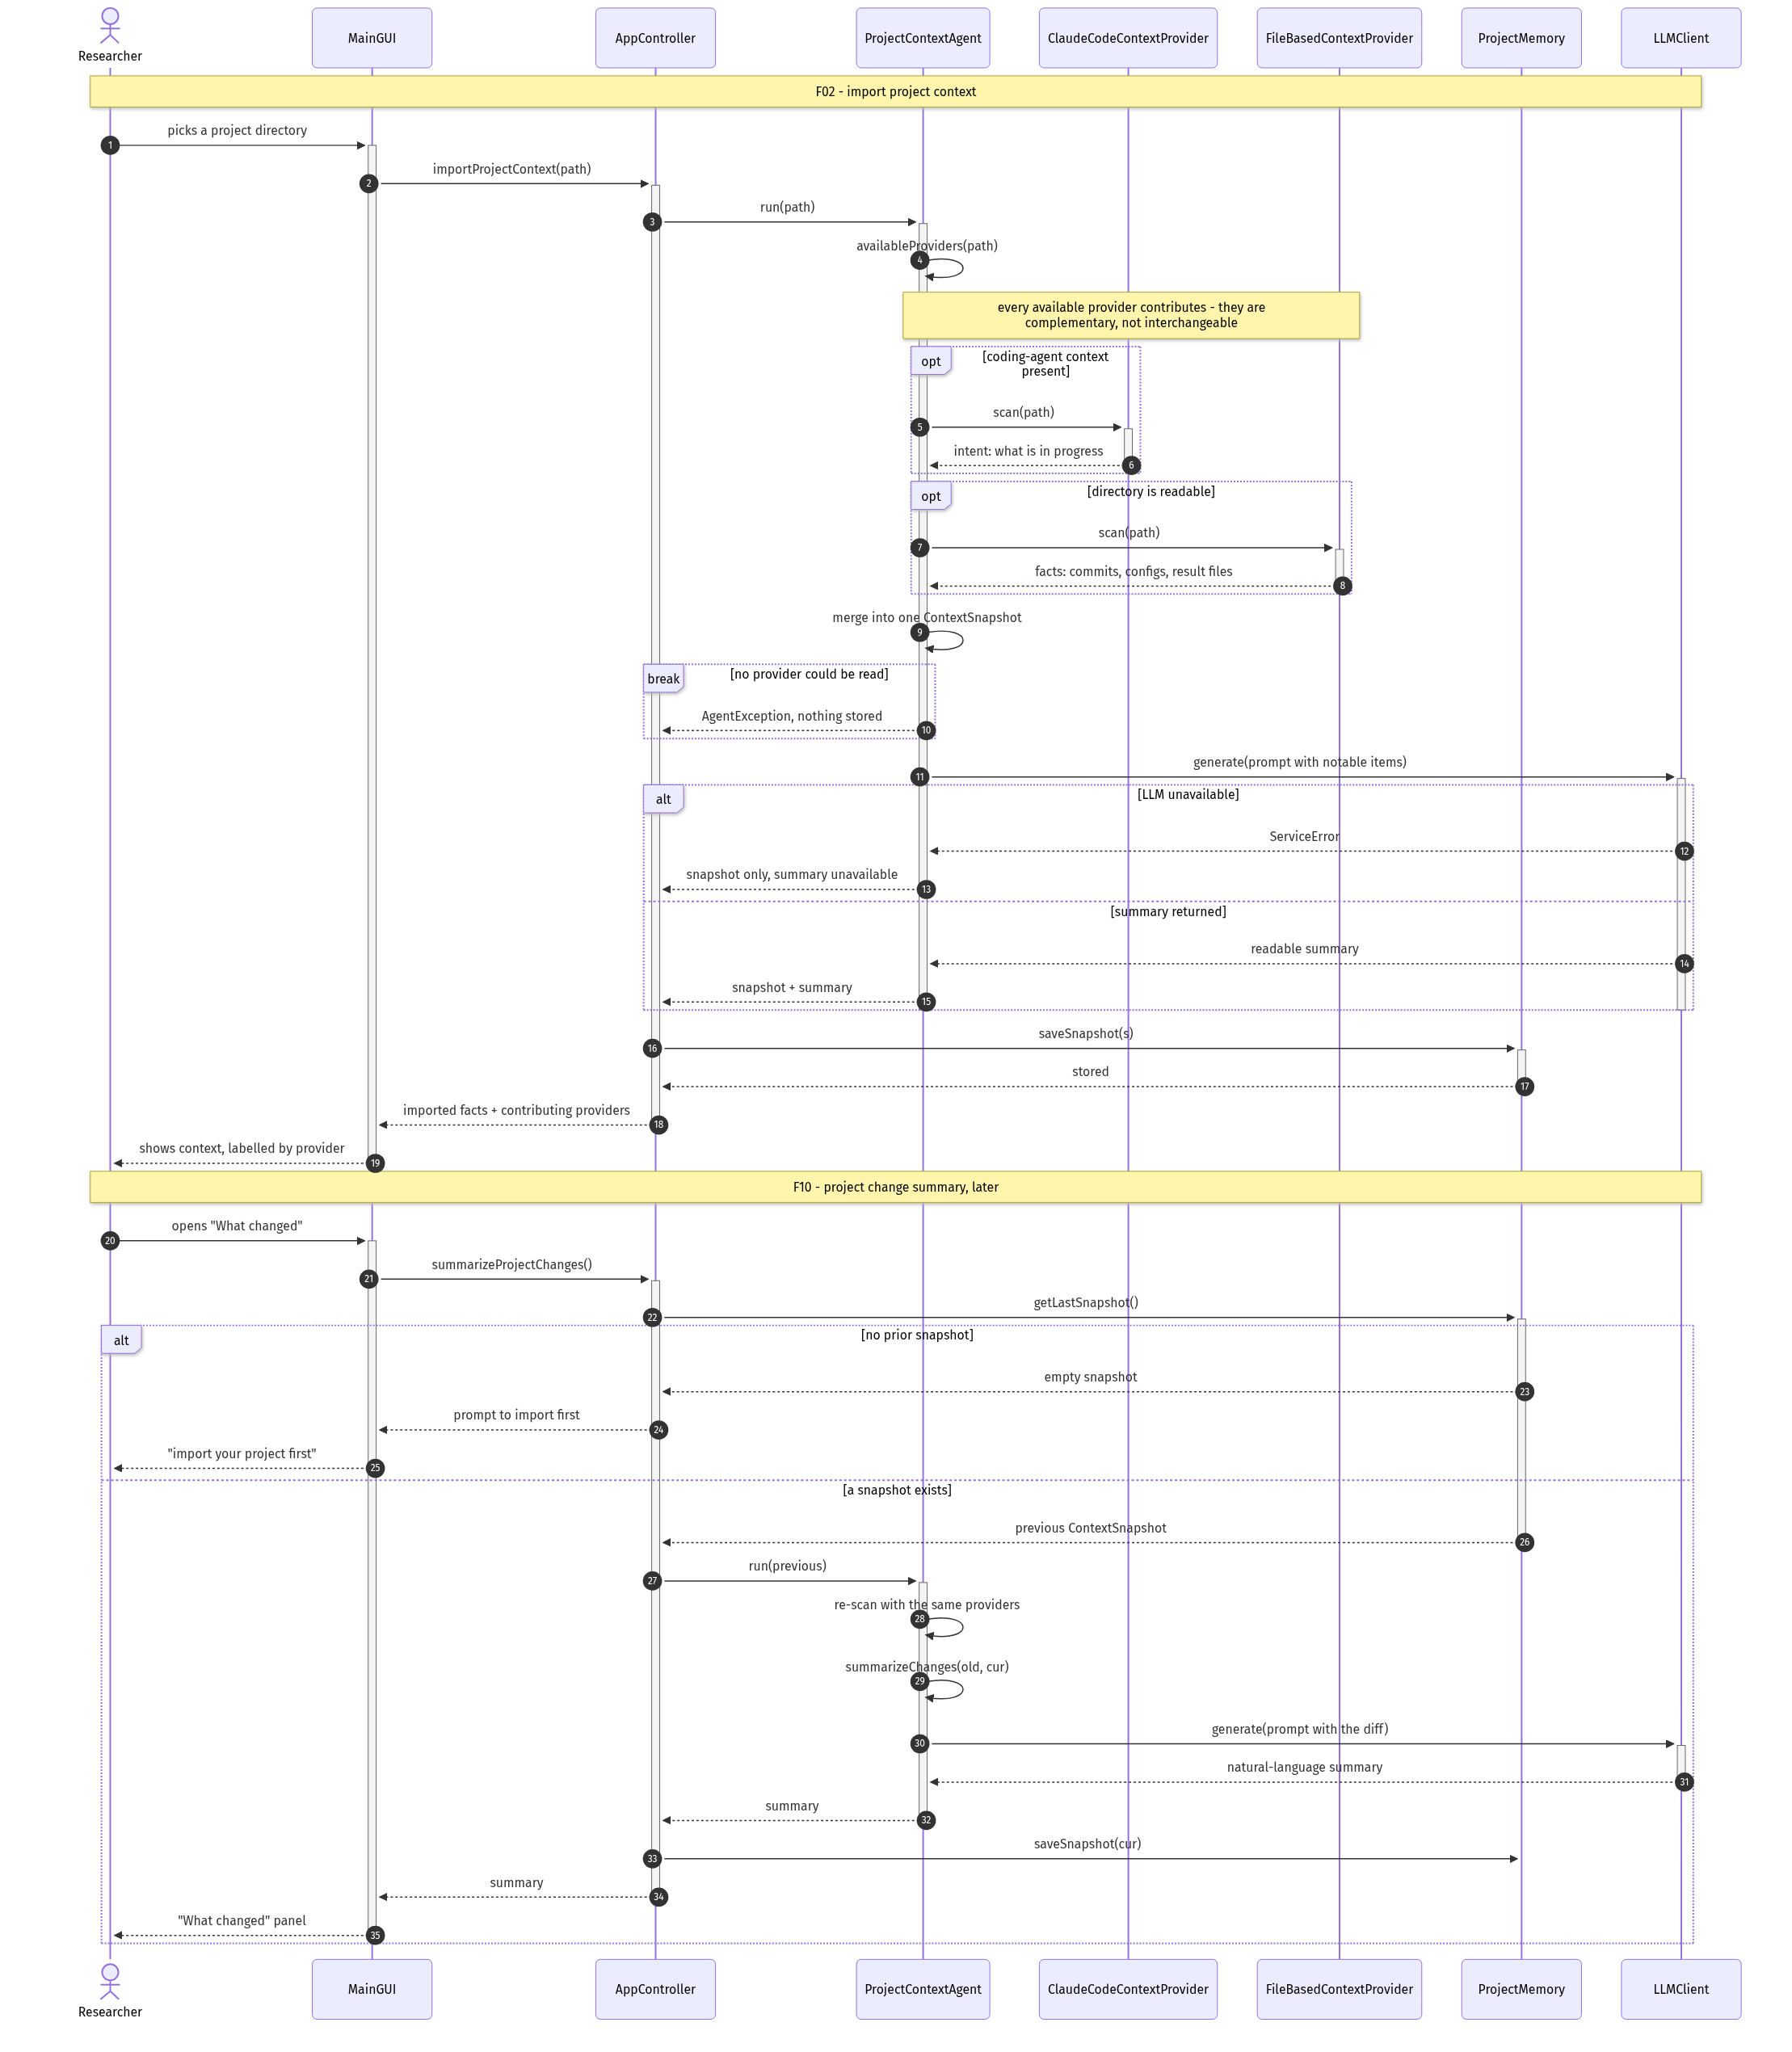 Researcher
MainGUI
AppController
ProjectContextAgent
ClaudeCodeContextProvider
FileBasedContextProvider
ProjectMemory
LLMClient
F02 - import project context
picks a project directory
1
importProjectContext(path)
2
run(path)
3
availableProviders(path)
4
every available provider contributes - they are
complementary, not interchangeable
opt
[coding-agent context
present]
scan(path)
5
intent: what is in progress
6
opt
[directory is readable]
scan(path)
7
facts: commits, configs, result files
8
merge into one ContextSnapshot
9
break
[no provider could be read]
AgentException, nothing stored
10
generate(prompt with notable items)
11
alt
[LLM unavailable]
ServiceError
12
snapshot only, summary unavailable
13
[summary returned]
readable summary
14
snapshot + summary
15
saveSnapshot(s)
16
stored
17
imported facts + contributing providers
18
shows context, labelled by provider
19
F10 - project change summary, later
opens "What changed"
20
summarizeProjectChanges()
21
getLastSnapshot()
22
alt
[no prior snapshot]
empty snapshot
23
prompt to import first
24
"import your project first"
25
[a snapshot exists]
previous ContextSnapshot
26
run(previous)
27
re-scan with the same providers
28
summarizeChanges(old, cur)
29
generate(prompt with the diff)
30
natural-language summary
31
summary
32
saveSnapshot(cur)
33
summary
34
"What changed" panel
35
Researcher
MainGUI
AppController
ProjectContextAgent
ClaudeCodeContextProvider
FileBasedContextProvider
ProjectMemory
LLMClient